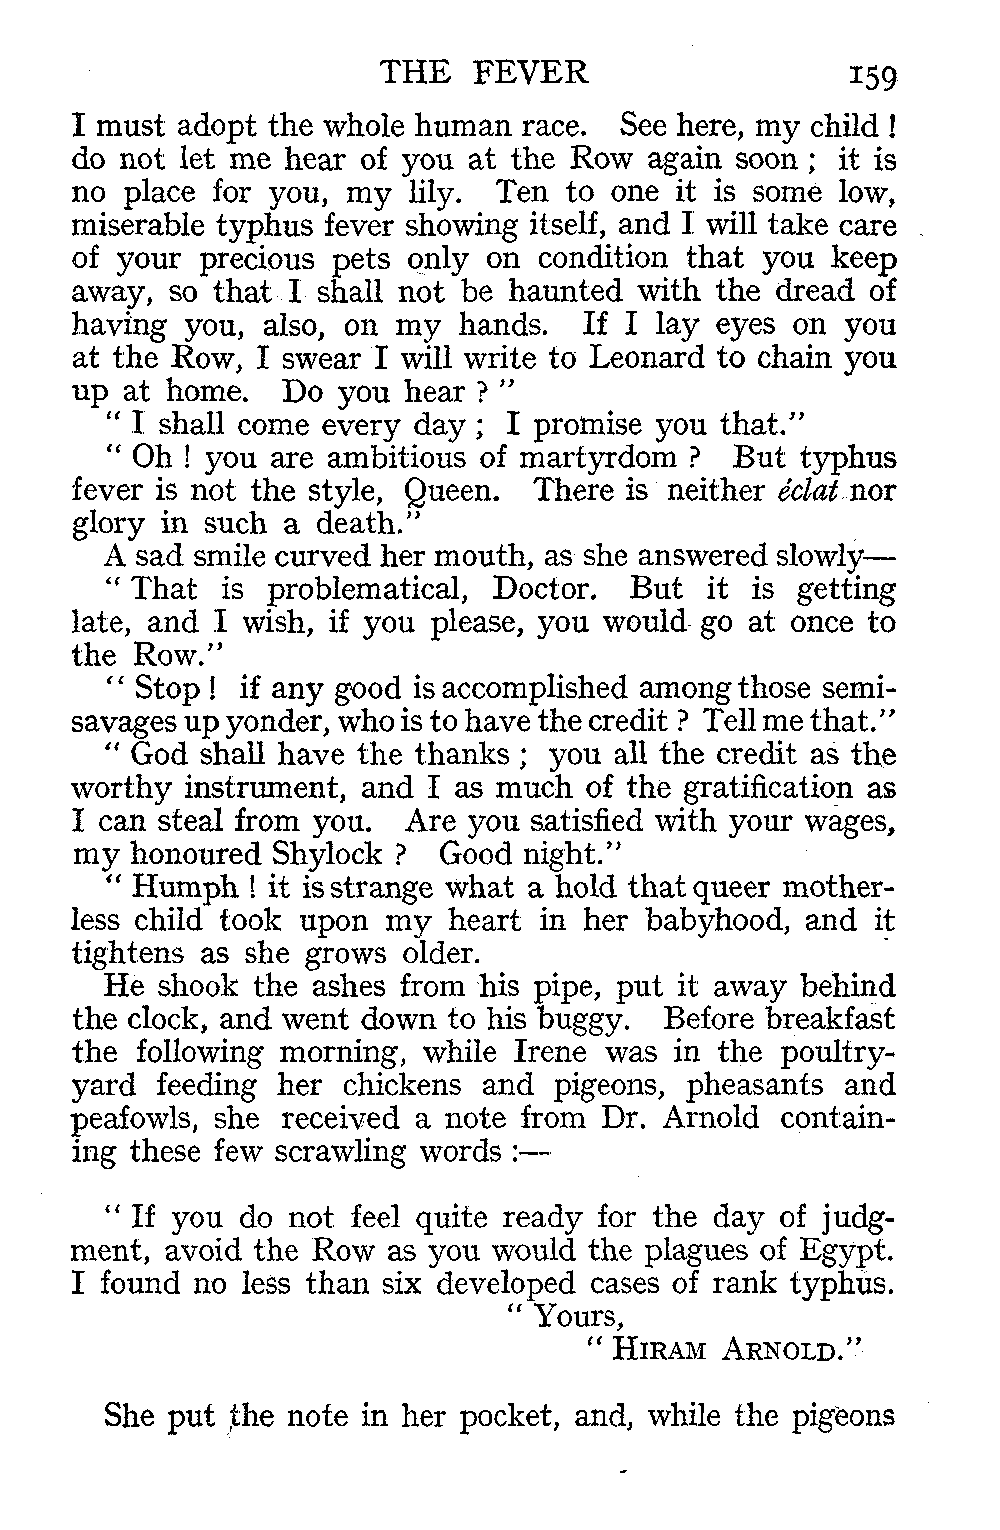 THE FEVER 159
I must adopt the whole human race. See here, my child !
do not let me hear of you at the Row again soon ; it is
no place for you, my lily. Ten to one it is some low,
miserable typhus fever showing itself, and I will take care
of your precious pets only on condition that you keep
away, so that I shall not be haunted with the dread of
having you, also, on my hands. If I lay eyes on you
at the Row, I swear I will write to Leonard to chain you
up at home. Do you hear ? "
" I shall come every day ; I promise you that."
" Oh ! you are ambitious of martyrdom ? But typhus
fever is not the style, Queen. There is neither éclat nor
glory in such a death."
A sad smile curved her mouth, as she answered slowly—
" That is problematical, Doctor. But it is getting
late, and I wish, if you please, you would go at once to
the Row."
" Stop ! if any good is accomplished among those semi-
savages up yonder, who is to have the credit ? Tell me that."
" God shall have the thanks ; you all the credit as the
worthy instrument, and I as much of the gratification as
I can steal from you. Are you satisfied with your wages,
my honoured Shylock ? Good night."
" Humph ! it is strange what a hold that queer mother-
less child took upon my heart in her babyhood, and it
tightens as she grows older.
He shook the ashes from his pipe, put it away behind
the clock, and went down to his buggy. Before breakfast
the following morning, while Irene was in the poultry-
yard feeding her chickens and pigeons, pheasants and
peafowls, she received a note from Dr. Arnold contain-
ing these few scrawling words :—
" If you do not feel quite ready for the day of judg-
ment, avoid the Row as you would the plagues of Egypt.
I found no less than six developed cases of rank typhus.
" Yours,
" HIRAM ARNOLD."
She put the note in her pocket, and, while the pigeons